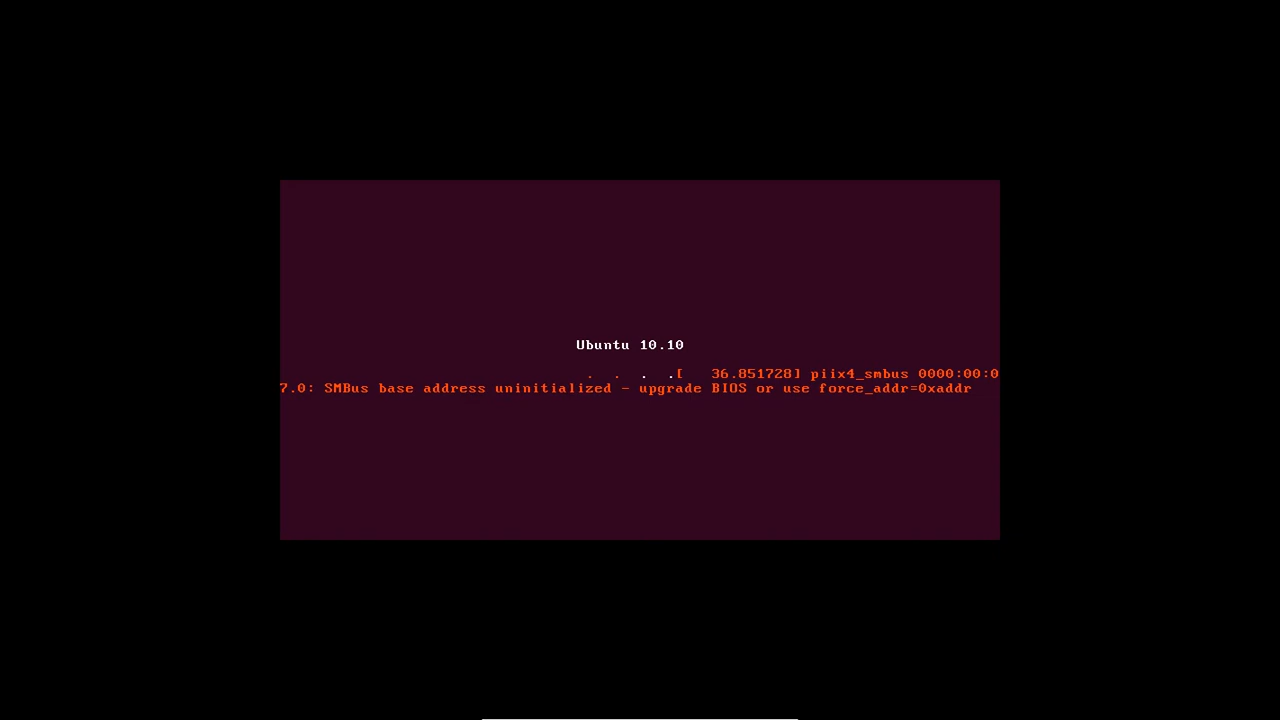 Ubuntu 10.10
. . . .[   36.851728] piix4_smbus 0000:00:0
7.0: SMBus base address uninitialized - upgrade BIOS or use force_addr=0xaddr